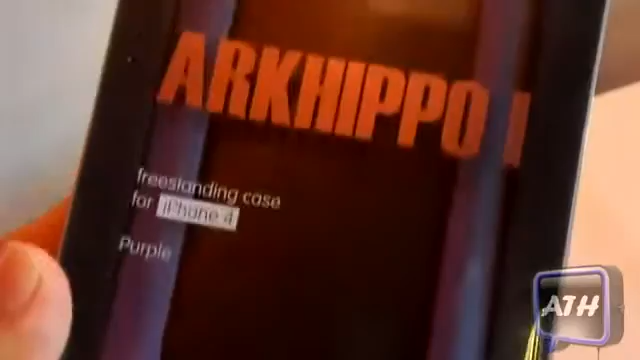 ARKHIPPO I
freestanding case
for iPhone 4
Purple
ATH